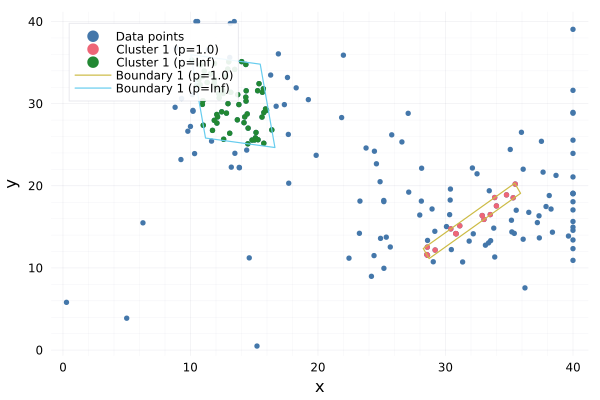 40
30
20
10
0
y
Data points
Cluster 1 (p=1.0)
Cluster 1 (p=Inf)
Boundary 1 (p=1.0)
Boundary 1 (p=Inf)
0 10 20 30 40
x